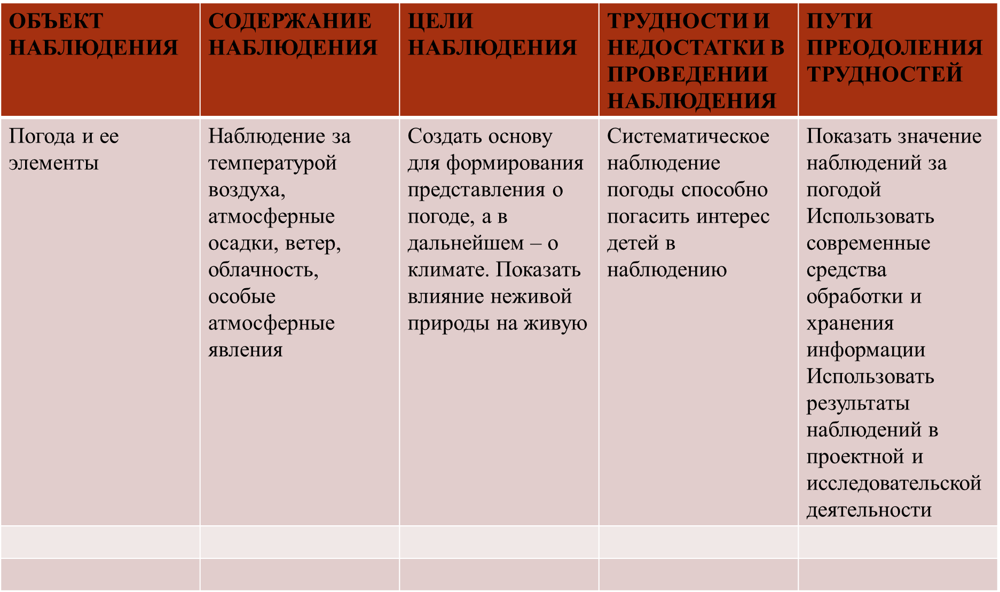 ОБЪЕКТ
НАБЛЮДЕНИЯ
СОДЕРЖАНИЕ
НАБЛЮДЕНИЯ
ЦЕЛИ
НАБЛЮДЕНИЯ
ТРУДНОСТИ И
НЕДОСТАТКИ В
ПРОВЕДЕНИИ
НАБЛЮДЕНИЯ
ПУТИ
ПРЕОДОЛЕНИЯ
ТРУДНОСТЕЙ
Погода и ее
элементы
Наблюдение за
температурой
воздуха,
атмосферные
осадки, ветер,
облачность,
особые
атмосферные
явления
Создать основу
для формирования
представления о
погоде, а в
дальнейшем – о
климате. Показать
влияние неживой
природы на живую
Систематическое
наблюдение
погоды способно
погасить интерес
детей в
наблюдению
Показать значение
наблюдений за
погодой
Использовать
современные
средства
обработки и
хранения
информации
Использовать
результаты
наблюдений в
проектной и
исследовательской
деятельности